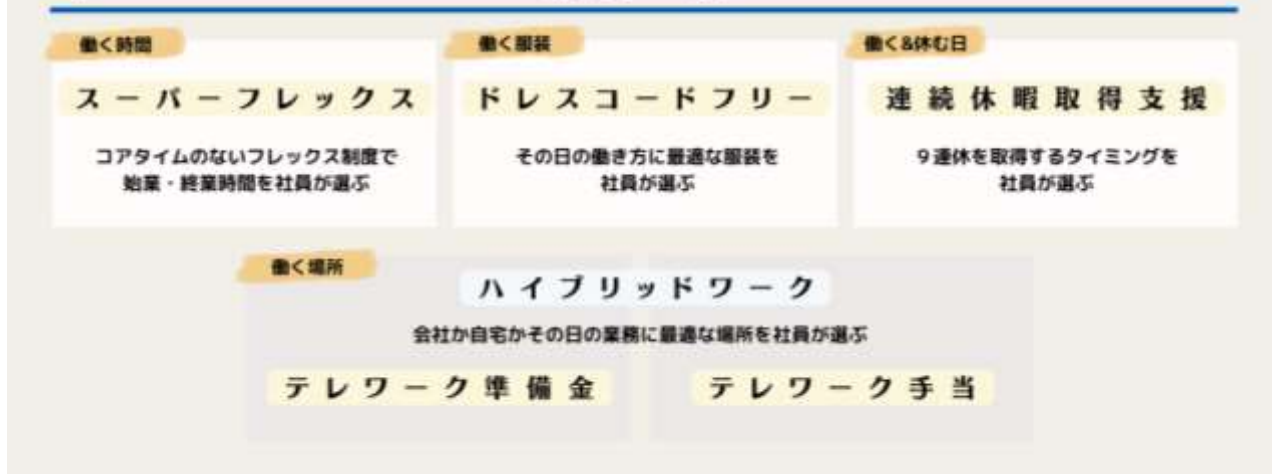 働く時間
スーパーフレックス
コアタイムのないフレックス制度で
始業・終業時間を社員が選ぶ
働く服装
ドレスコードフリー
その日の働き方に最適な服装を
社員が選ぶ
働く&休む日
連続休暇取得支援
9連休を取得するタイミングを
社員が選ぶ
働く場所
ハイブリッドワーク
会社か自宅かその日の業務に最適な場所を社員が選ぶ
テレワーク準備金
テレワーク手当